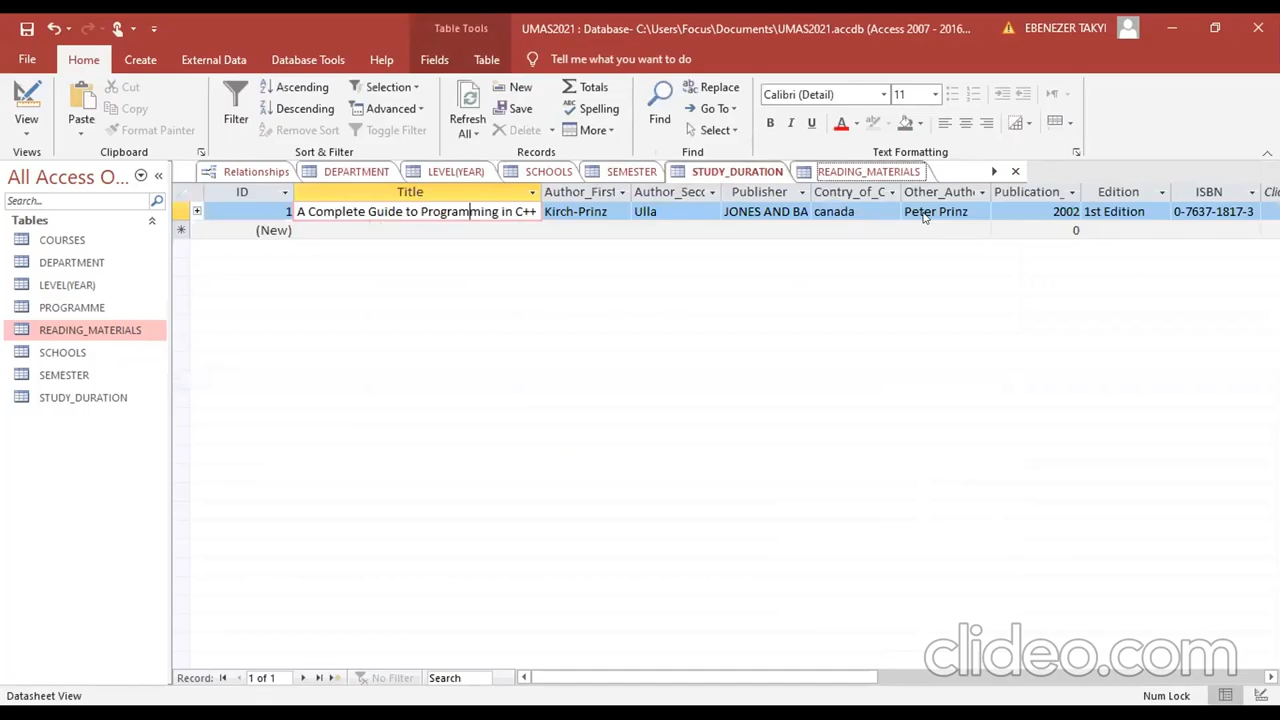 UMAS2021 : Database- C:\Users\Focus\Documents\UMAS2021.accdb (Access 2007 - 2016...
Table Tools
EBENEZER TAKYI
File Home Create External Data Database Tools Help Fields Table Tell me what you want to do
View
Views
Paste
Cut
Copy
Format Painter
Clipboard
Filter
Ascending
Descending
Remove Sort
Selection
Advanced
Toggle Filter
Sort & Filter
Refresh
All
New
Save
Delete
Totals
Spelling
More
Records
Find
Replace
Go To
Select
Find
Calibri (Detail) 11
B I U A
Text Formatting
All Access O...
Search...
Tables
COURSES
DEPARTMENT
LEVEL(YEAR)
PROGRAMME
READING_MATERIALS
SCHOOLS
SEMESTER
STUDY_DURATION
Relationships DEPARTMENT LEVEL(YEAR) SCHOOLS SEMESTER STUDY_DURATION READING_MATERIALS
ID Title Author_First Author_Seco Publisher Contry_of_C Other_Autho Publication_ Edition ISBN Clic
1 A Complete Guide to Programming in C++ Kirch-Prinz Ulla JONES AND BA canada Peter Prinz 2002 1st Edition 0-7637-1817-3
(New) 0
Record: 1 of 1 No Filter Search
clideo.com
Datasheet View Num Lock